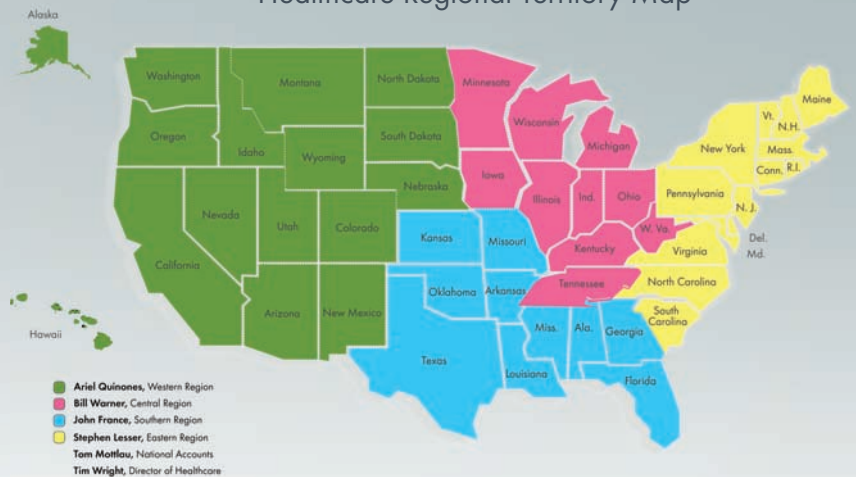 Healthcare Regional Territory Map
Alaska
Washington
Montana
North Dakota
Minnesota
Maine
Oregon
Idaho
Wyoming
South Dakota
Wisconsin
Michigan
Vt.
N.H.
New York
Mass.
Conn.
R.I.
Nebraska
Iowa
Illinois
Ind.
Ohio
Pennsylvania
N. J.
Nevada
Utah
Colorado
Kansas
Missouri
W. Va.
Virginia
Del.
Md.
California
Kentucky
Arizona
New Mexico
Oklahoma
Arkansas
Tennessee
North Carolina
South
Carolina
Hawaii
Texas
Louisiana
Miss.
Ala.
Georgia
Florida
Ariel Quinones, Western Region
Bill Warner, Central Region
John France, Southern Region
Stephen Lesser, Eastern Region
Tom Mottlau, National Accounts
Tim Wright, Director of Healthcare